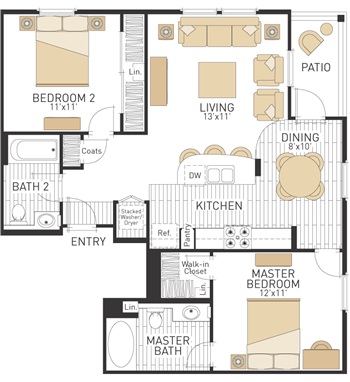 Lin.
BEDROOM 2
11'x11'
PATIO
LIVING
13'x11'
DINING
8'x10'
Coats
DW
BATH 2
KITCHEN
Stacked
Washer/
Dryer
Ref.
Pantry
ENTRY
Walk-in
Closet
Lin.
MASTER
BEDROOM
12'x11'
Lin.
MASTER
BATH